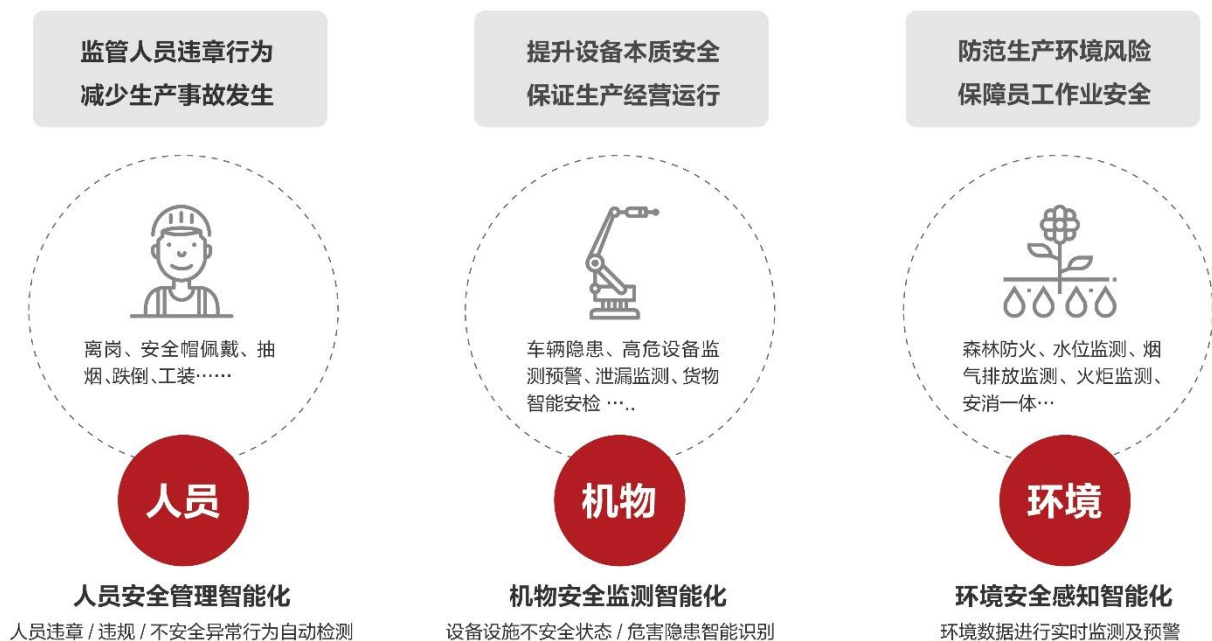 监管人员违章行为
减少生产事故发生
提升设备本质安全
保证生产经营运行
防范生产环境风险
保障员工作业安全
离岗、安全帽佩戴、抽
烟、跌倒、工装……
车辆隐患、高危设备监
测预警、泄漏监测、货物
智能安检 …..
森林防火、水位监测、烟
气排放监测、火炬监测、
安消一体…
人员
机物
环境
人员安全管理智能化
人员违章 / 违规 / 不安全异常行为自动检测
机物安全监测智能化
设备设施不安全状态 / 危害隐患智能识别
环境安全感知智能化
环境数据进行实时监测及预警